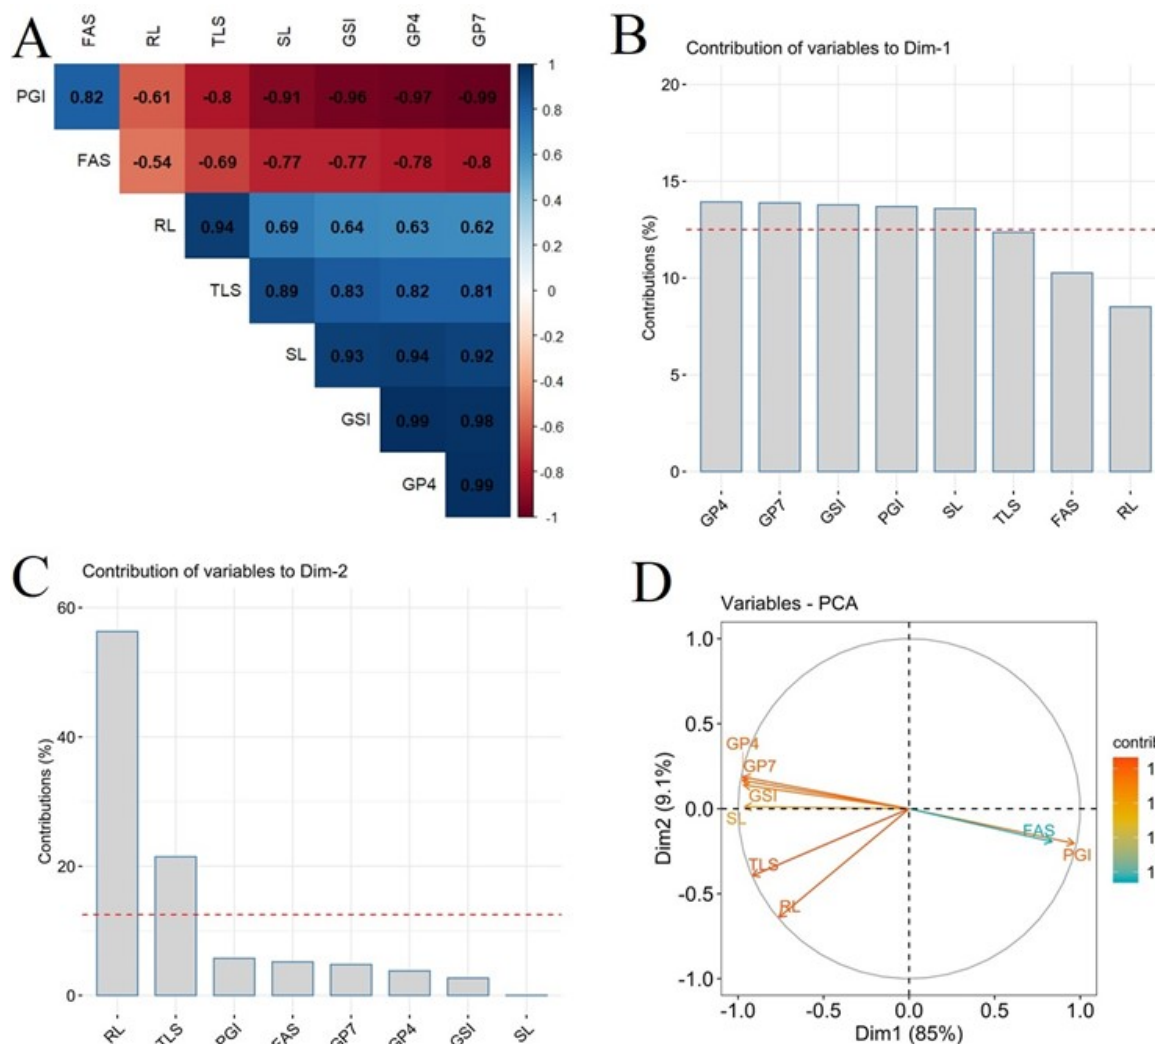 A
FAS RL TLS SL GSI GP4 GP7
PGI 0.82 -0.61 -0.8 -0.91 -0.96 -0.97 -0.99
FAS -0.54 -0.69 -0.77 -0.77 -0.78 -0.8
RL 0.94 0.69 0.64 0.63 0.62
TLS 0.89 0.83 0.82 0.81
SL 0.93 0.94 0.92
GSI 0.99 0.98
GP4 0.99
1
0.8
0.6
0.4
0.2
0
-0.2
-0.4
-0.6
-0.8
-1
B
Contribution of variables to Dim-1
Contributions (%)
20
15
10
5
0
GP4 GP7 GSI PGI SL TLS FAS RL
C
Contribution of variables to Dim-2
Contributions (%)
60
40
20
0
RL TLS PGI FAS GP7 GP4 GSI SL
D
Variables - PCA
Dim2 (9.1%)
1.0
0.5
0.0
-0.5
-1.0
GP4
GP7
GSI
SL
TLS
RL
FAS
PGI
-1.0 -0.5 0.0 0.5 1.0
Dim1 (85%)
contrib
1
1
1
1
1